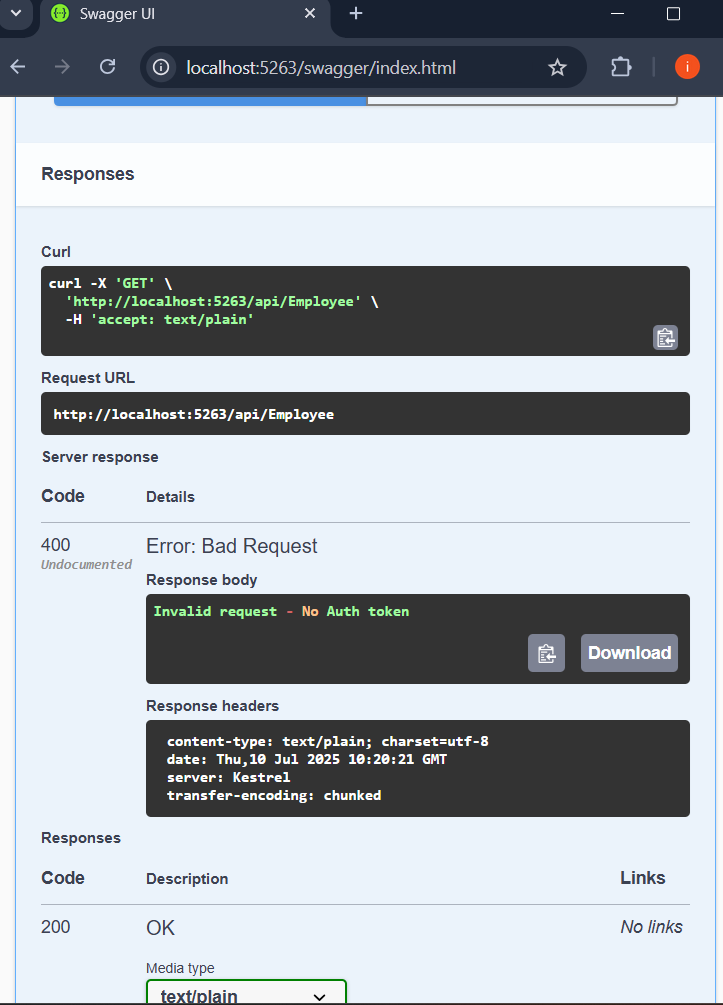 Swagger UI
localhost:5263/swagger/index.html
i
Responses
Curl
curl -X 'GET' \
'http://localhost:5263/api/Employee' \
-H 'accept: text/plain'
Request URL
http://localhost:5263/api/Employee
Server response
Code Details
400 Error: Bad Request
Undocumented
Response body
Invalid request - No Auth token
Download
Response headers
content-type: text/plain; charset=utf-8
date: Thu,10 Jul 2025 10:20:21 GMT
server: Kestrel
transfer-encoding: chunked
Responses
Code Description Links
200 OK No links
Media type
text/plain